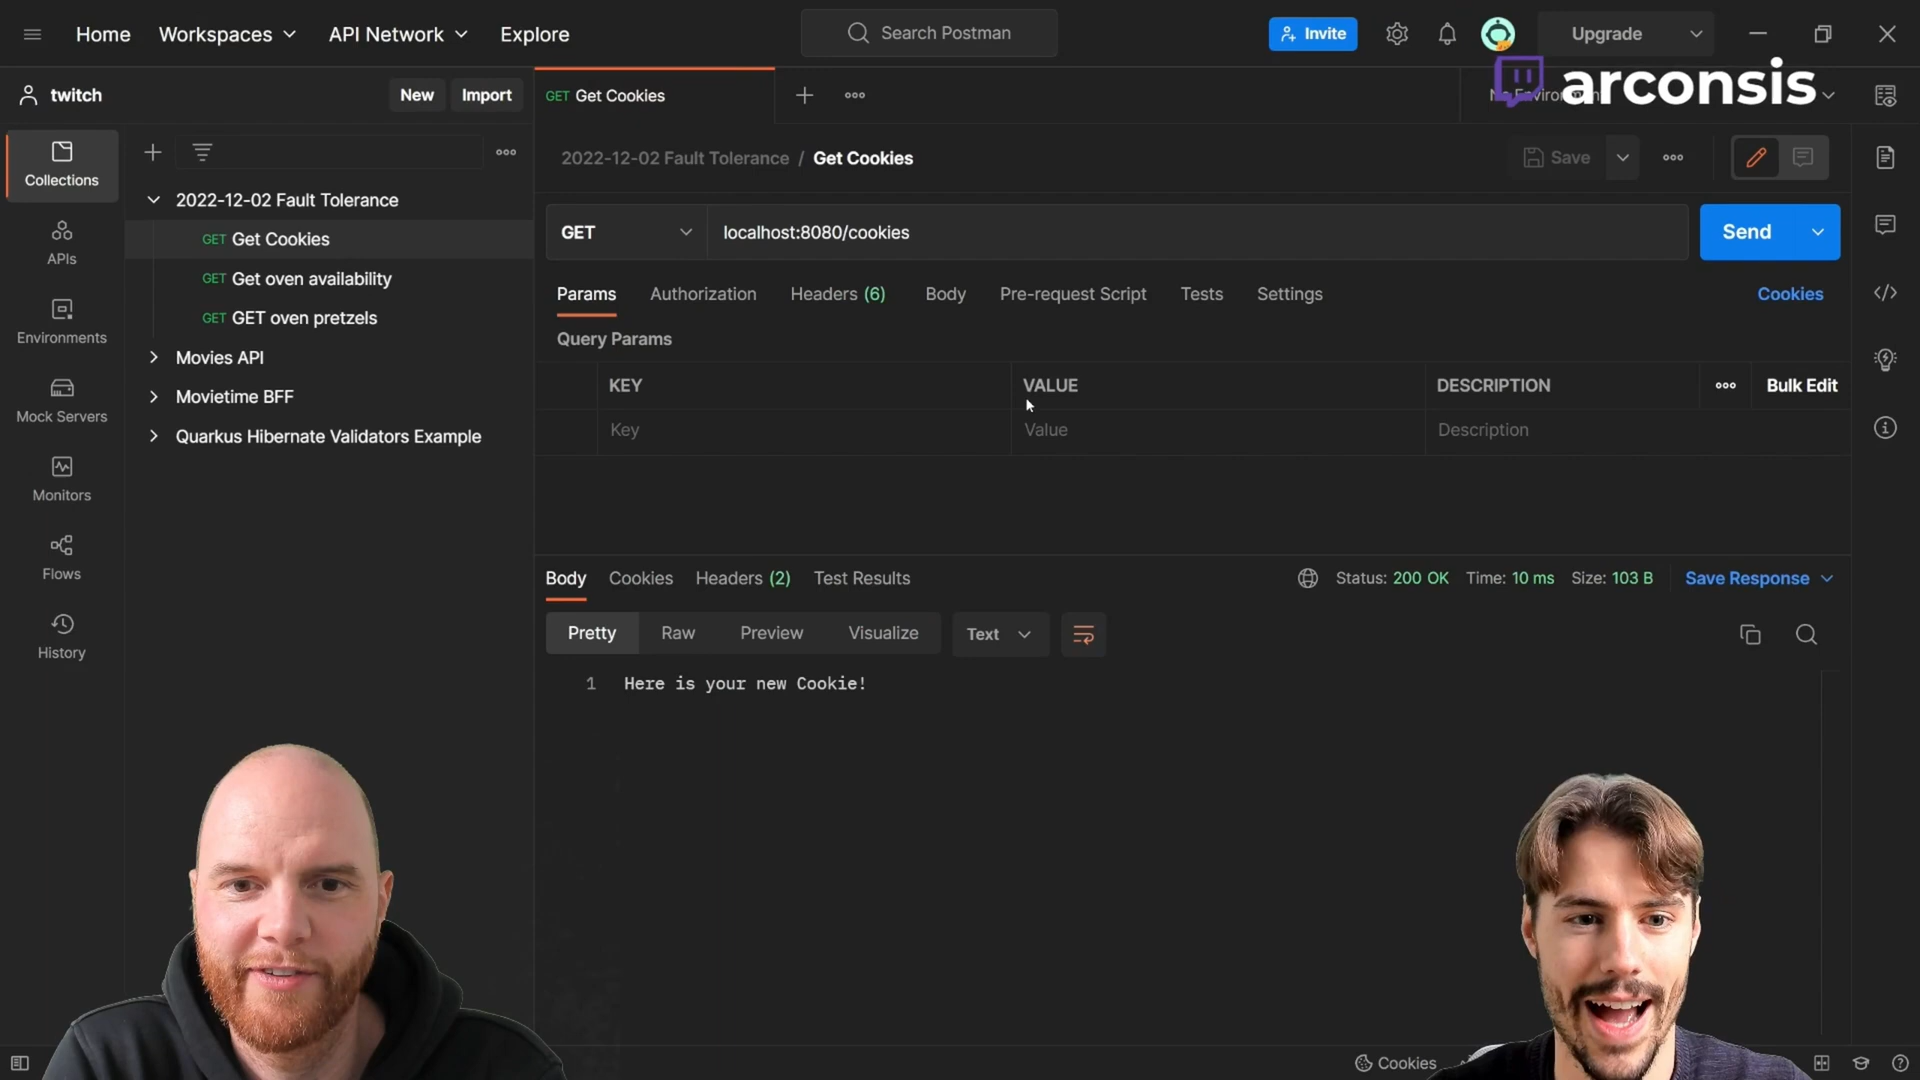 Home
Workspaces
API Network
Explore
Search Postman
Invite
Upgrade
arconsis
twitch
New
Import
GET Get Cookies
Collections
APIs
Environments
Mock Servers
Monitors
Flows
History
2022-12-02 Fault Tolerance
GET Get Cookies
GET Get oven availability
GET GET oven pretzels
Movies API
Movietime BFF
Quarkus Hibernate Validators Example
2022-12-02 Fault Tolerance / Get Cookies
Save
GET
localhost:8080/cookies
Send
Params
Authorization
Headers (6)
Body
Pre-request Script
Tests
Settings
Cookies
Query Params
KEY
VALUE
DESCRIPTION
Bulk Edit
Key
Value
Description
Body
Cookies
Headers (2)
Test Results
Status: 200 OK
Time: 10 ms
Size: 103 B
Save Response
Pretty
Raw
Preview
Visualize
Text
1 Here is your new Cookie!
Cookies